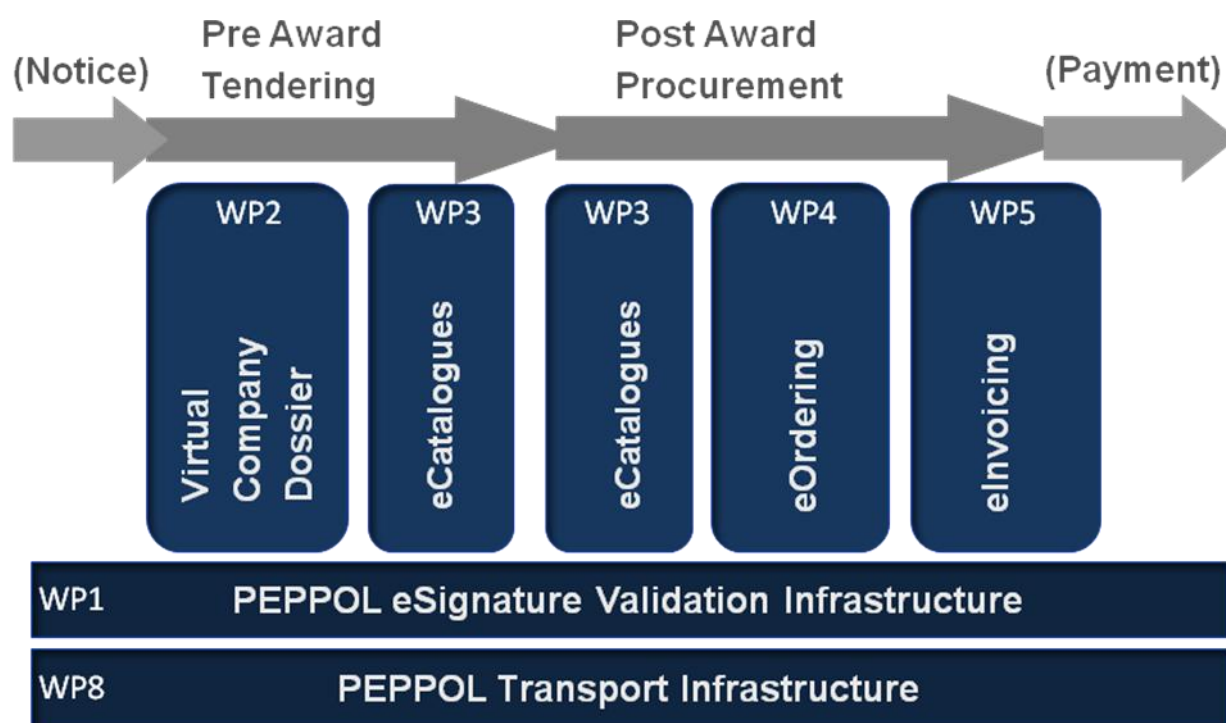 (Notice)
Pre Award
Tendering
Post Award
Procurement
(Payment)
WP2
Virtual
Company
Dossier
WP3
eCatalogues
WP3
eCatalogues
WP4
eOrdering
WP5
eInvoicing
WP1 PEPPOL eSignature Validation Infrastructure
WP8 PEPPOL Transport Infrastructure